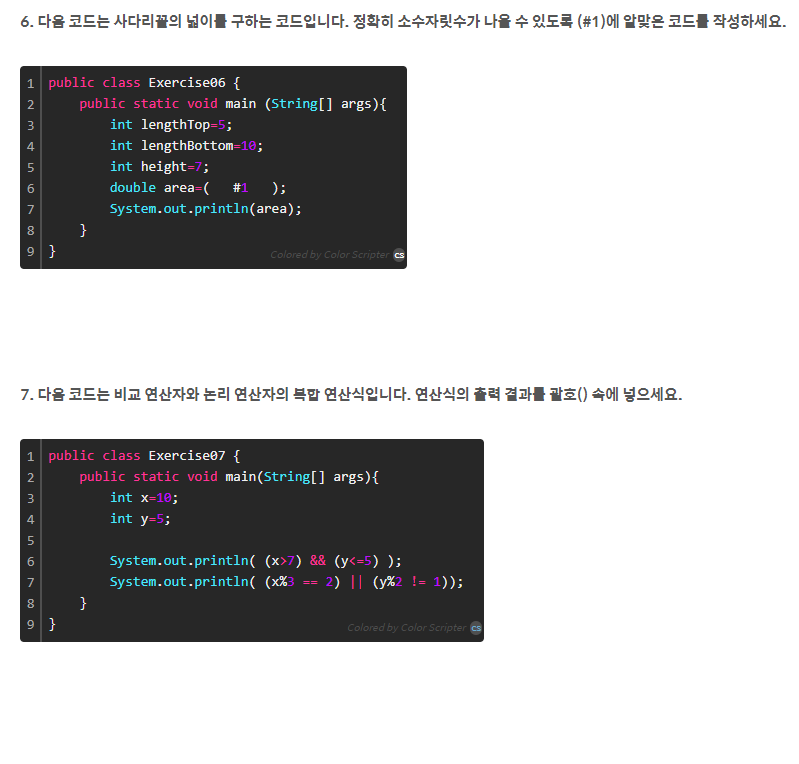 6. 다음 코드는 사다리꼴의 넓이를 구하는 코드입니다. 정확히 소수자릿수가 나올 수 있도록 (#1)에 알맞은 코드를 작성하세요.
1 public class Exercise06 {
2 public static void main (String[] args){
3 int lengthTop=5;
4 int lengthBottom=10;
5 int height=7;
6 double area=( #1 );
7 System.out.println(area);
8 }
9 }
Colored by Color Scripter cs
7. 다음 코드는 비교 연산자와 논리 연산자의 복합 연산식입니다. 연산식의 출력 결과를 괄호() 속에 넣으세요.
1 public class Exercise07 {
2 public static void main(String[] args){
3 int x=10;
4 int y=5;
5
6 System.out.println( (x>7) && (y<=5) );
7 System.out.println( (x%3 == 2) || (y%2 != 1));
8 }
9 }
Colored by Color Scripter cs